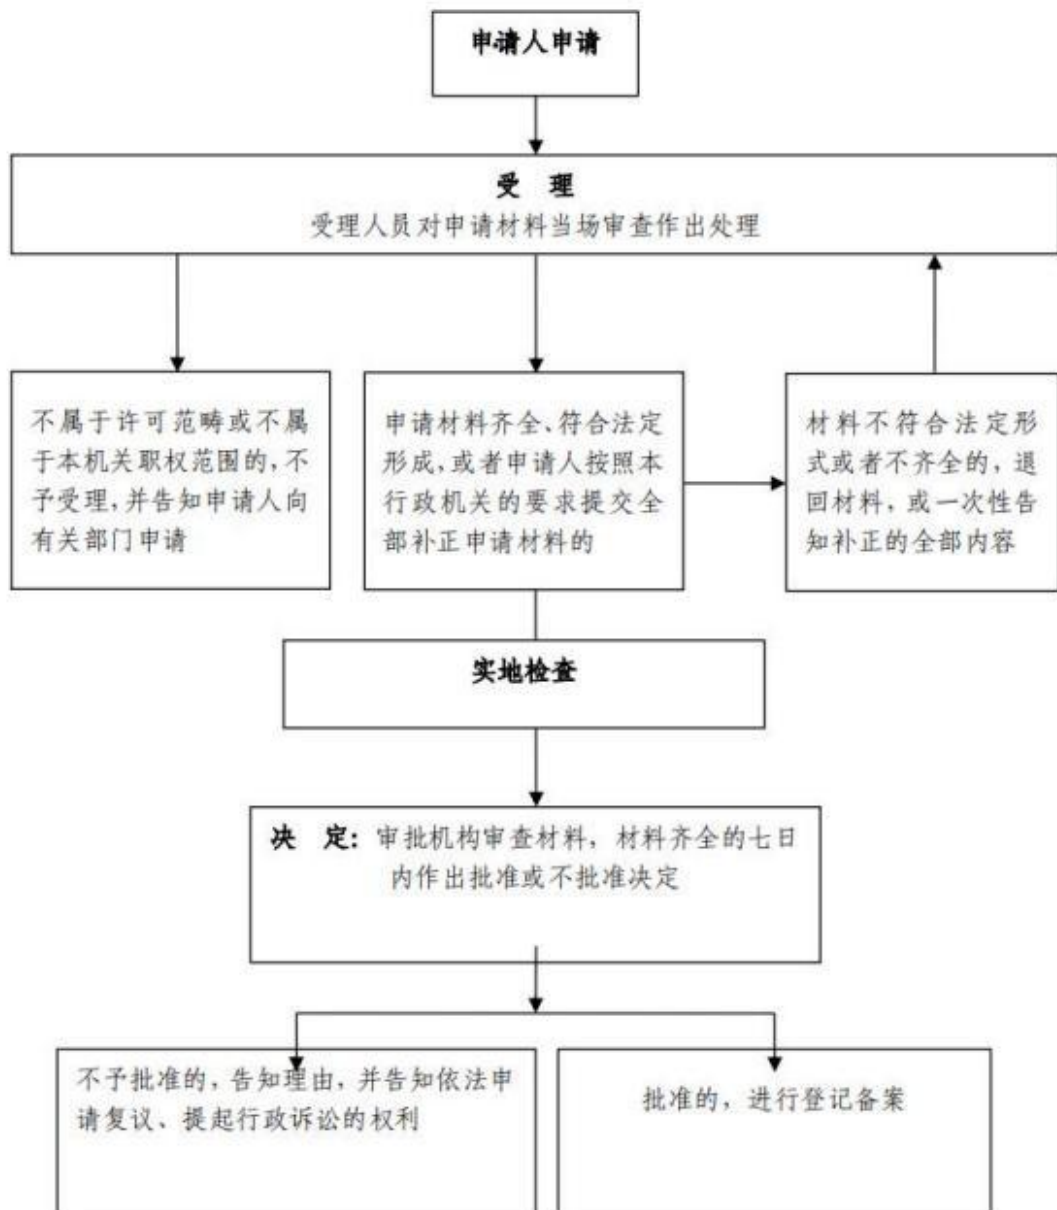 申请人申请
受 理
受理人员对申请材料当场审查作出处理
不属于许可范畴或不属
于本机关职权范围的，不
予受理，并告知申请人向
有关部门申请
申请材料齐全、符合法定
形成，或者申请人按照本
行政机关的要求提交全
部补正申请材料的
材料不符合法定形
式或者不齐全的，退
回材料，或一次性告
知补正的全部内容
实地检查
决 定：审批机构审查材料，材料齐全的七日
内作出批准或不批准决定
不予批准的，告知理由，并告知依法申
请复议、提起行政诉讼的权利
批准的，进行登记备案